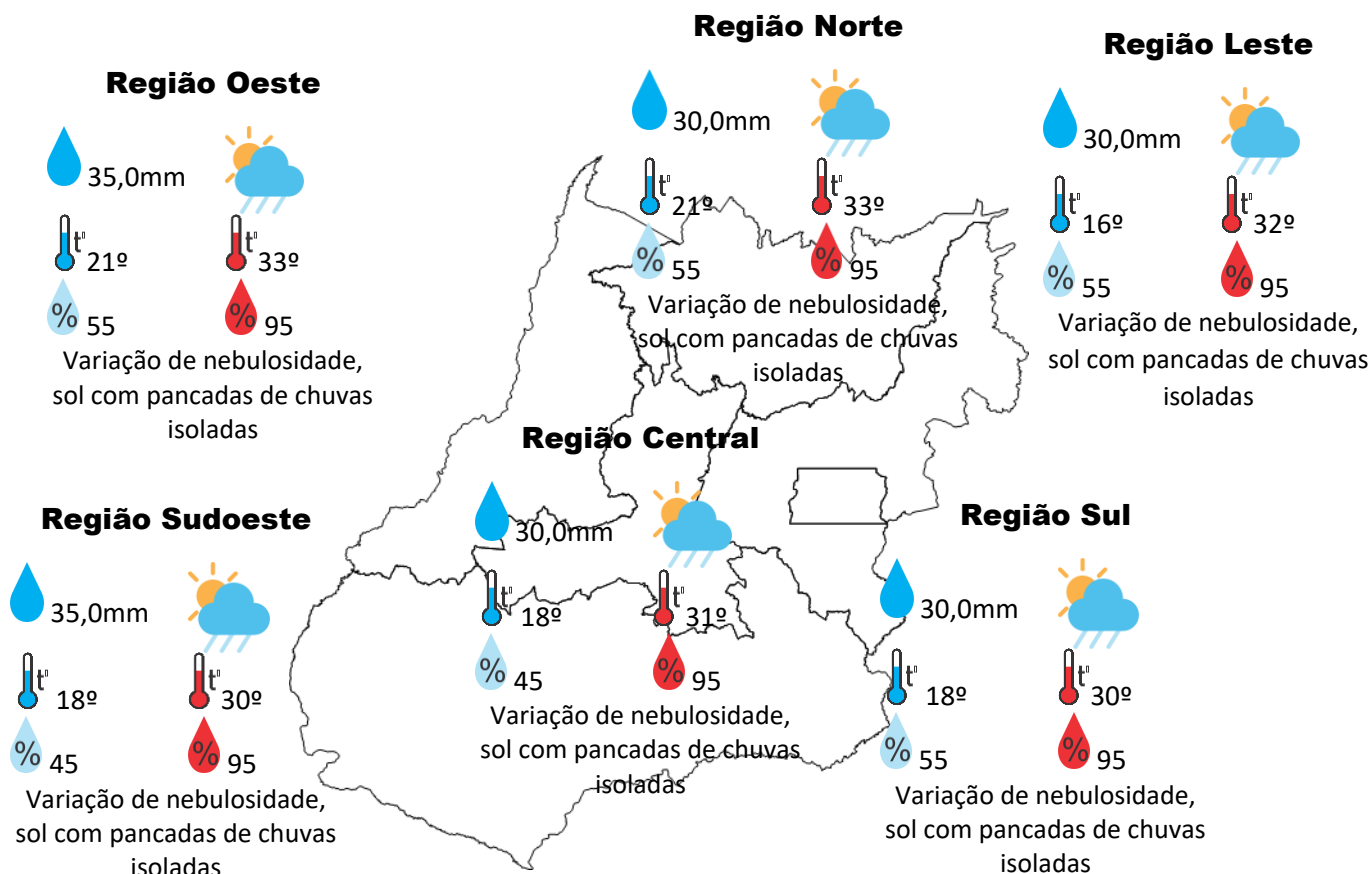 Região Oeste
35,0mm
t°
21º
t°
33º
%
55
%
95
Variação de nebulosidade,
sol com pancadas de chuvas
isoladas
Região Norte
30,0mm
t°
21º
t°
33º
%
55
%
95
Variação de nebulosidade,
sol com pancadas de chuvas
isoladas
Região Leste
30,0mm
t°
16º
t°
32º
%
55
%
95
Variação de nebulosidade,
sol com pancadas de chuvas
isoladas
Região Sudoeste
35,0mm
t°
18º
t°
30º
%
45
%
95
Variação de nebulosidade,
sol com pancadas de chuvas
isoladas
Região Central
30,0mm
t°
18º
t°
31º
%
45
%
95
Variação de nebulosidade,
sol com pancadas de chuvas
isoladas
Região Sul
30,0mm
t°
18º
t°
30º
%
55
%
95
Variação de nebulosidade,
sol com pancadas de chuvas
isoladas